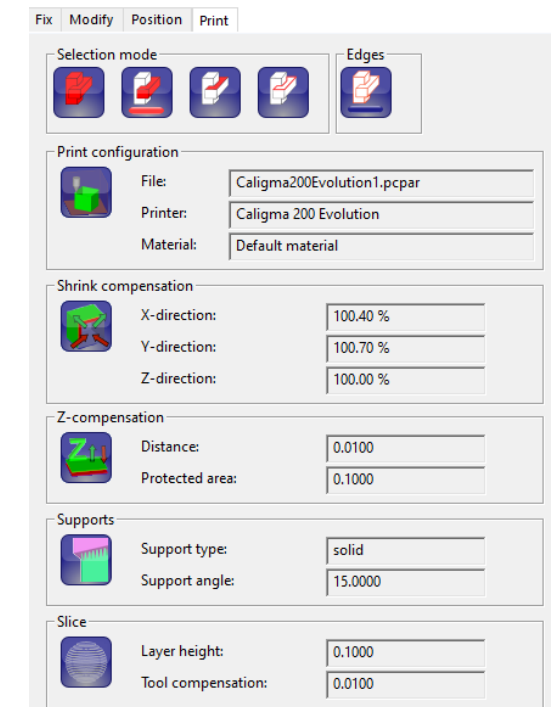 Fix Modify Position Print
Selection mode Edges
Print configuration
File: Caligma200Evolution1.pcpar
Printer: Caligma 200 Evolution
Material: Default material
Shrink compensation
X-direction: 100.40 %
Y-direction: 100.70 %
Z-direction: 100.00 %
Z-compensation
Z
Distance: 0.0100
Protected area: 0.1000
Supports
Support type: solid
Support angle: 15.0000
Slice
Layer height: 0.1000
Tool compensation: 0.0100